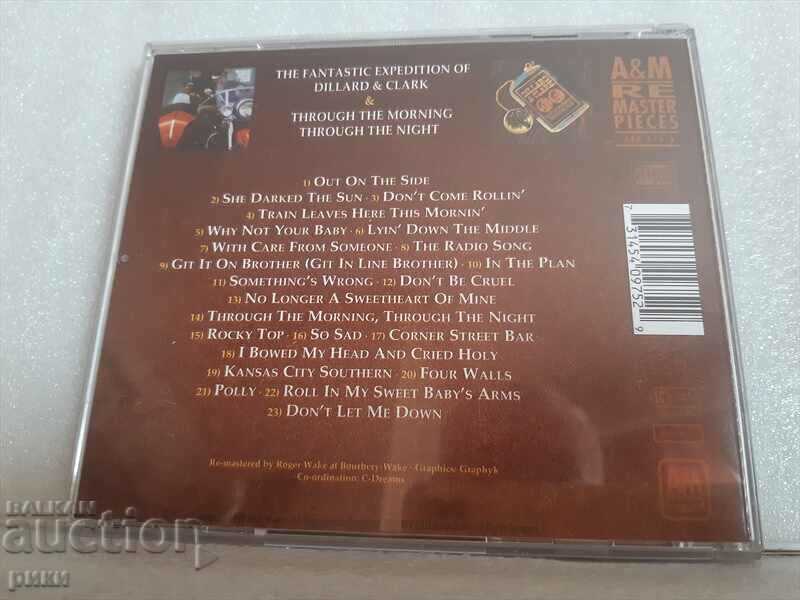 THE FANTASTIC EXPEDITION OF
DILLARD & CLARK
&
THROUGH THE MORNING
THROUGH THE NIGHT
A&M
RE
MASTER
PIECES
1) OUT ON THE SIDE
2) SHE DARKED THE SUN · 3) DON'T COME ROLLIN'
4) TRAIN LEAVES HERE THIS MORNIN'
5) WHY NOT YOUR BABY · 6) LYIN' DOWN THE MIDDLE
7) WITH CARE FROM SOMEONE · 8) THE RADIO SONG
9) GIT IT ON BROTHER (GIT IN LINE BROTHER) · 10) IN THE PLAN
11) SOMETHING'S WRONG · 12) DON'T BE CRUEL
13) NO LONGER A SWEETHEART OF MINE
14) THROUGH THE MORNING, THROUGH THE NIGHT
15) ROCKY TOP · 16) SO SAD · 17) CORNER STREET BAR
18) I BOWED MY HEAD AND CRIED HOLY
19) KANSAS CITY SOUTHERN · 20) FOUR WALLS
21) POLLY · 22) ROLL IN MY SWEET BABY'S ARMS
23) DON'T LET ME DOWN
Re-mastered by Roger Wake at Bourbery-Wake · Graphics: Graphyk
Co-ordination: C-Dreams
7 31454 09752 9
БАЛКАН
auction
рики